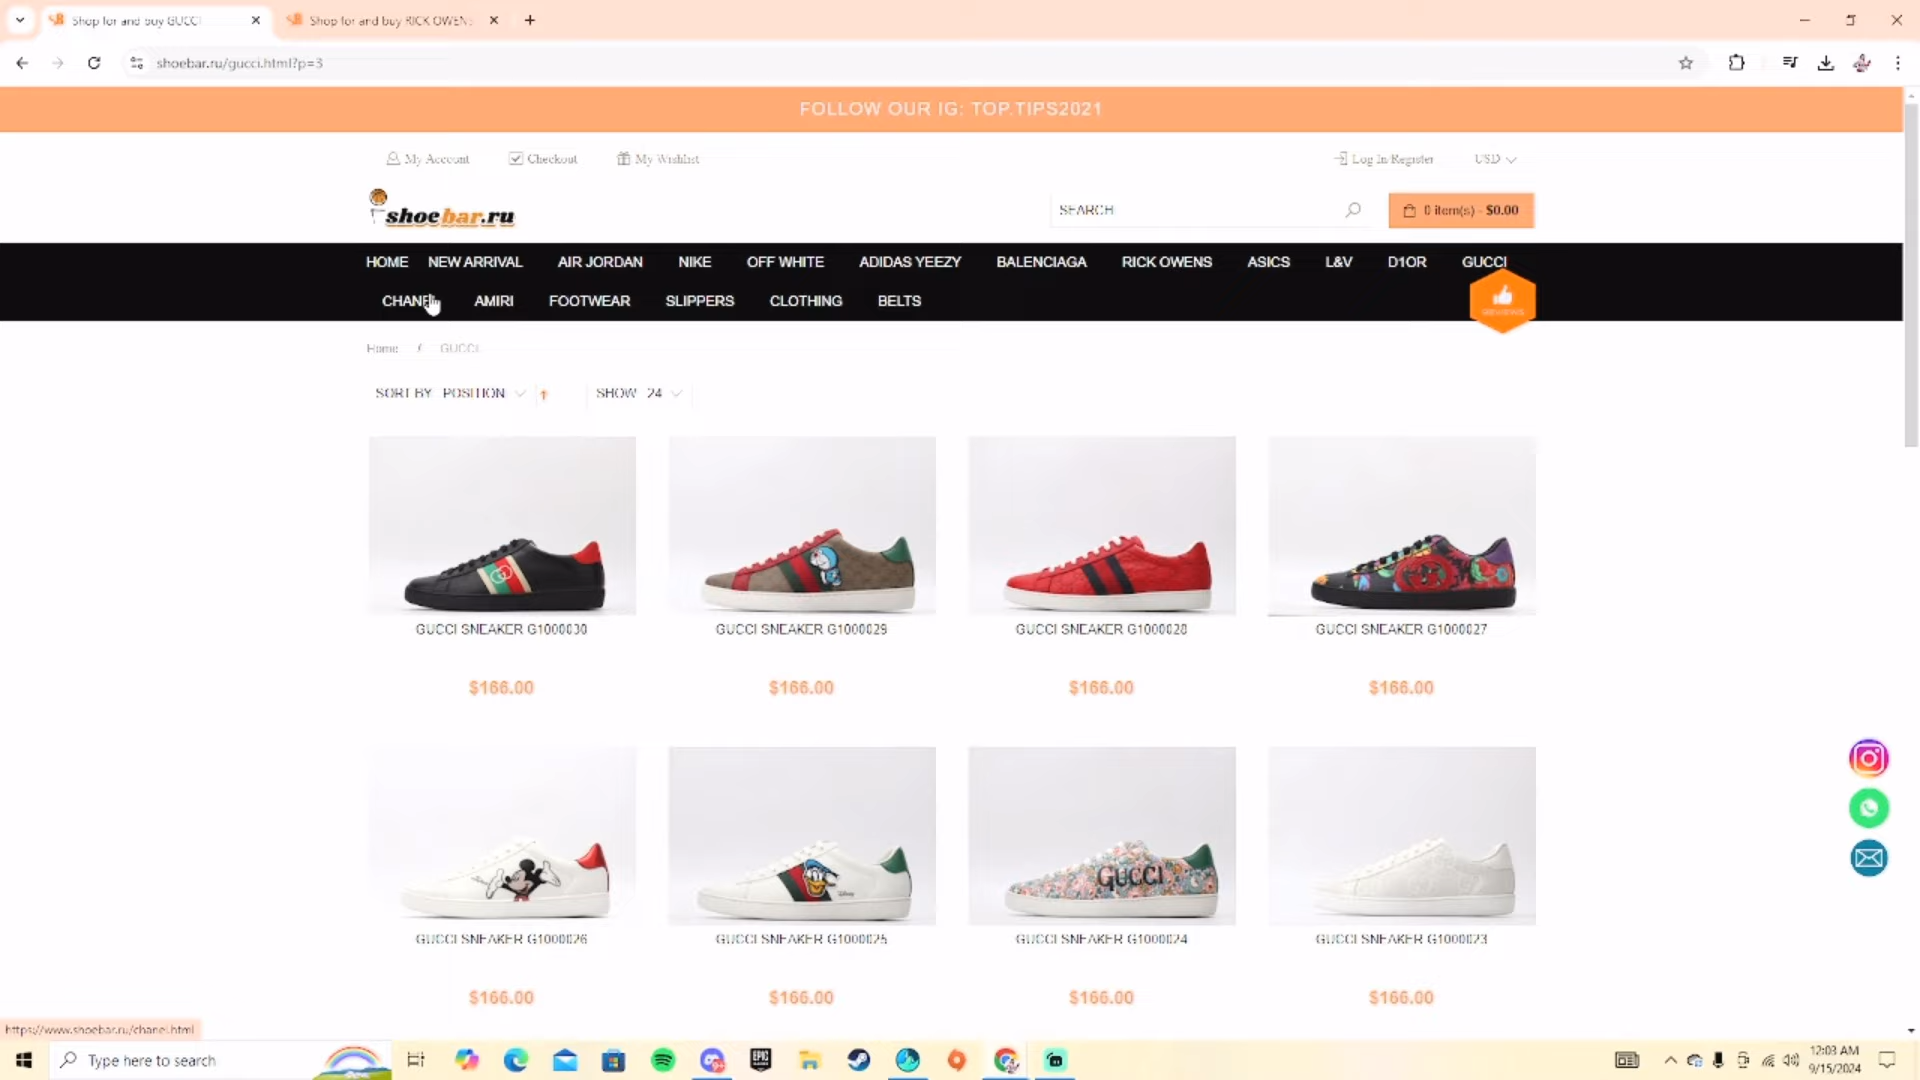 Shop for and buy GUCCI
Shop for and buy RICK OWENS
shoebar.ru/gucci.html?p=3
FOLLOW OUR IG: TOP.TIPS2021
My Account Checkout My Wishlist Log In/Register USD
shoebar.ru
SEARCH
0 item(s) - $0.00
HOME NEW ARRIVAL AIR JORDAN NIKE OFF WHITE ADIDAS YEEZY BALENCIAGA RICK OWENS ASICS L&V D1OR GUCCI
CHANEL AMIRI FOOTWEAR SLIPPERS CLOTHING BELTS
Home / GUCCI
SORT BY POSITION SHOW 24
GUCCI SNEAKER G1000030 GUCCI SNEAKER G1000029 GUCCI SNEAKER G1000028 GUCCI SNEAKER G1000027
$166.00 $166.00 $166.00 $166.00
GUCCI
GUCCI SNEAKER G1000026 GUCCI SNEAKER G1000025 GUCCI SNEAKER G1000024 GUCCI SNEAKER G1000023
$166.00 $166.00 $166.00 $166.00
https://www.shoebar.ru/chanel.html
Type here to search
EPIC
12:03 AM
9/15/2024